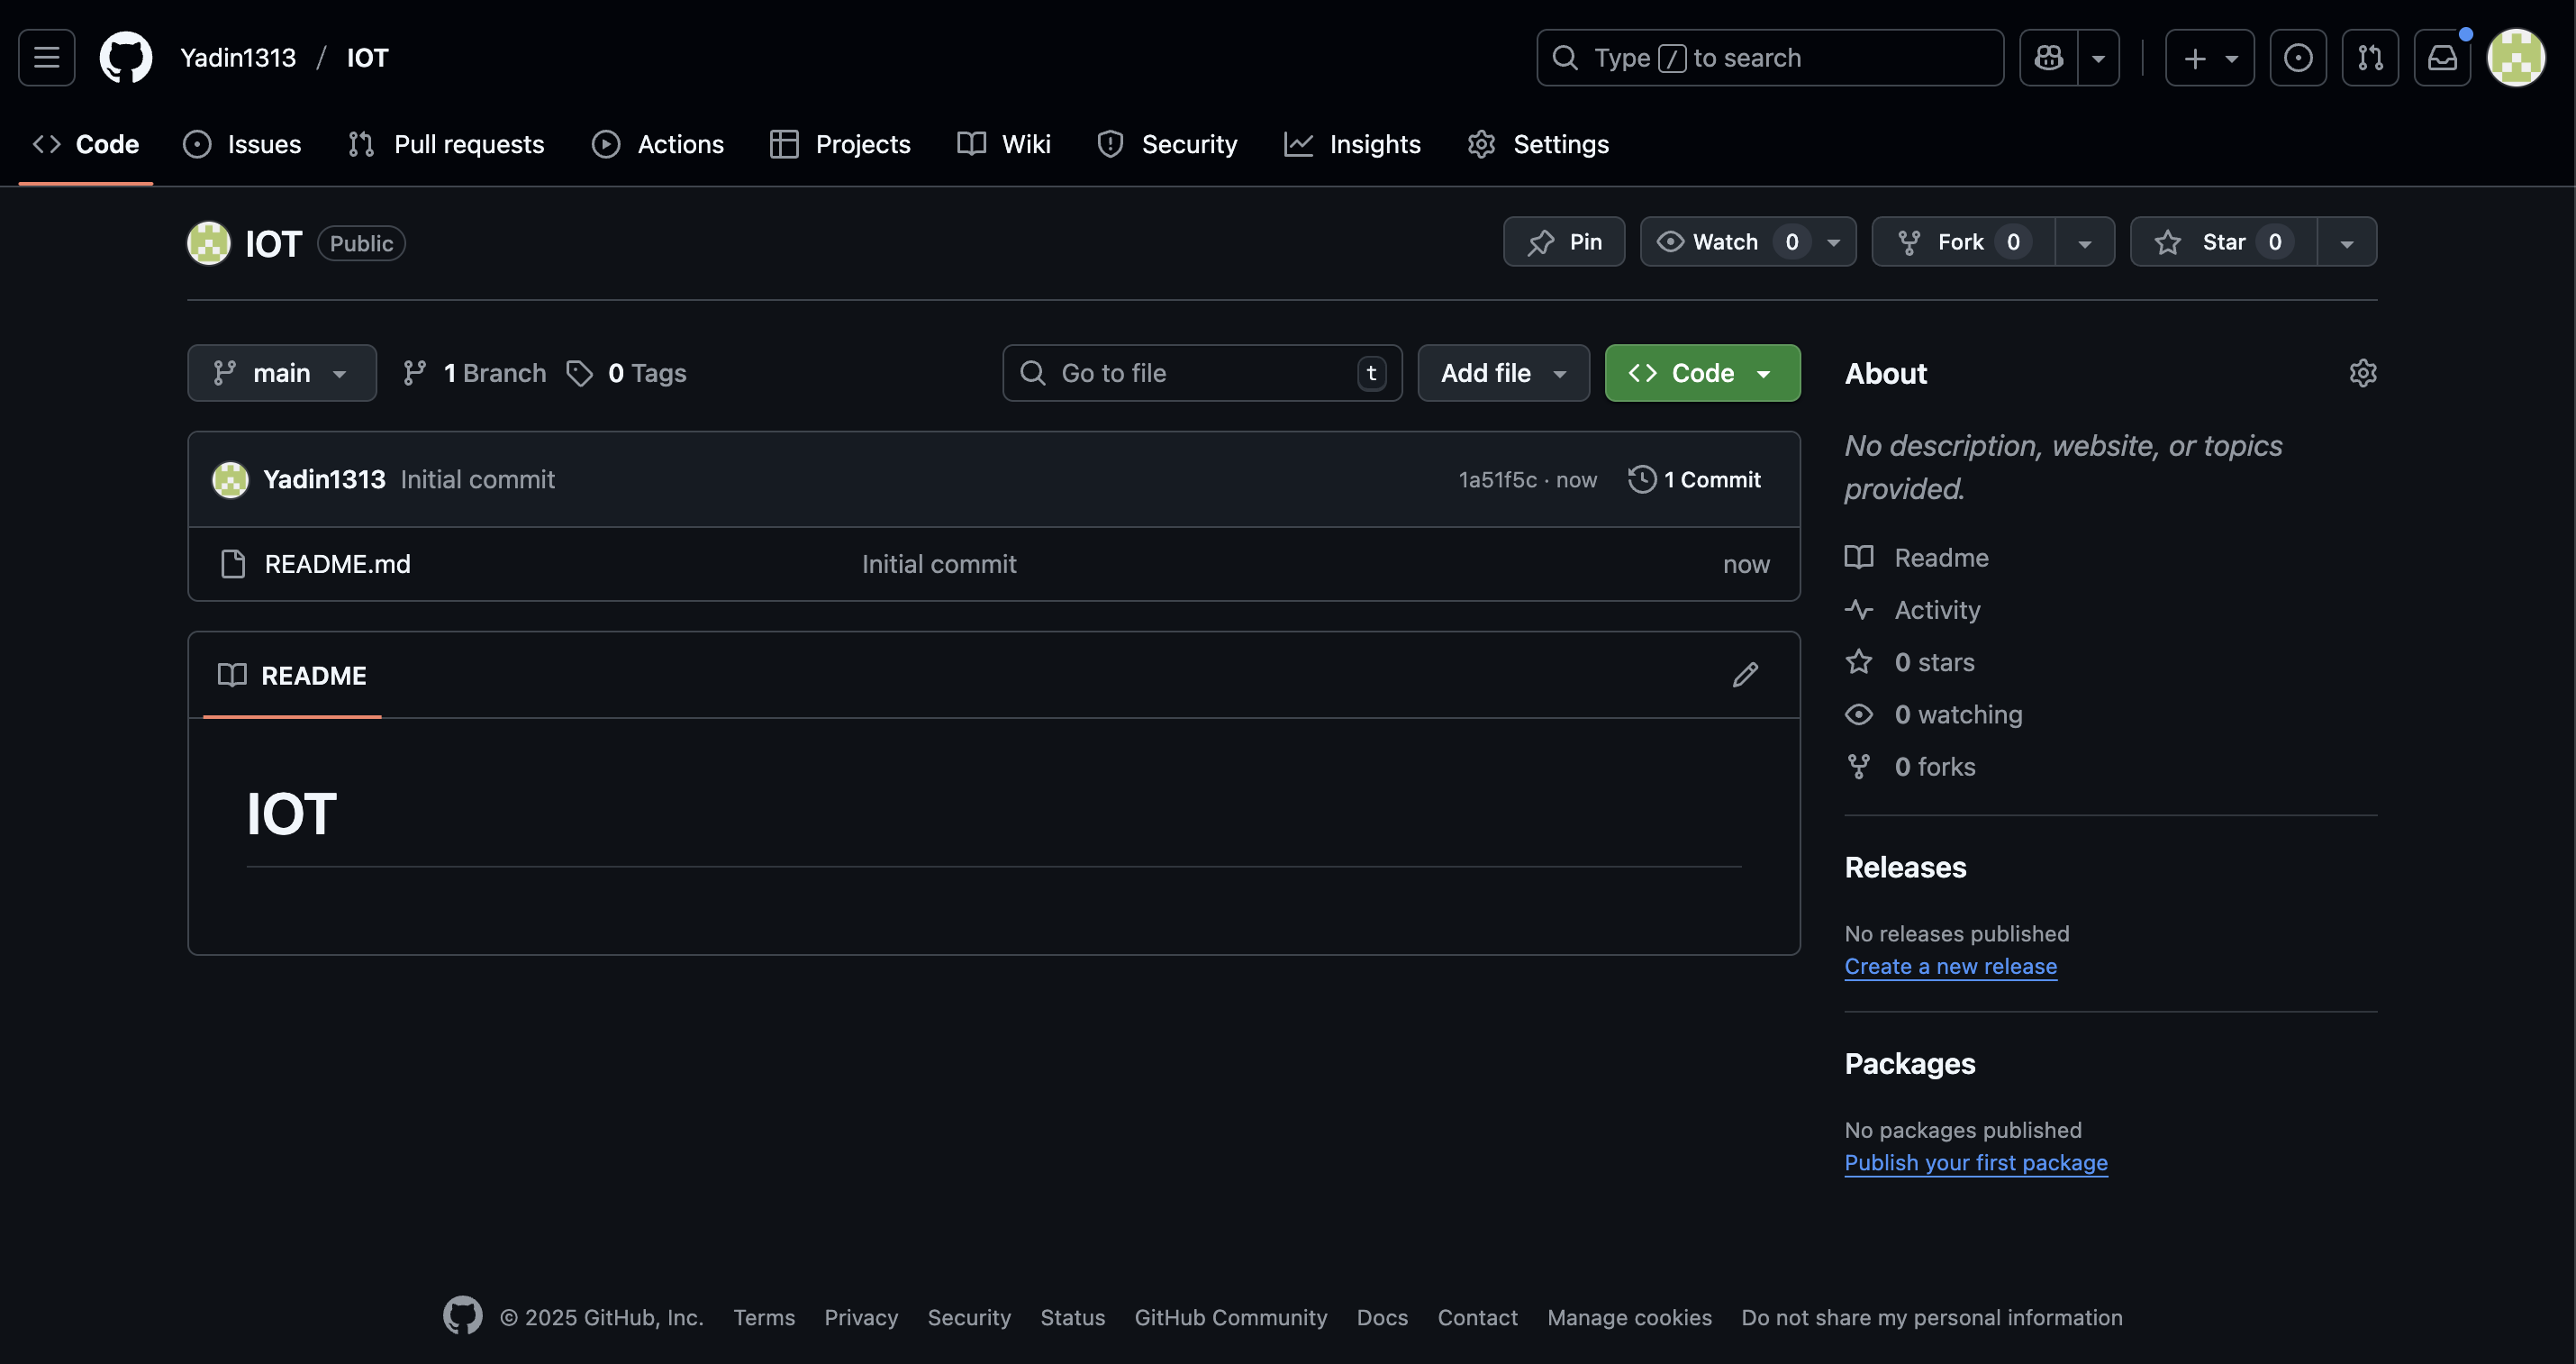 Yadin1313 / IOT
Type / to search
Code Issues Pull requests Actions Projects Wiki Security Insights Settings
IOT Public
Pin Watch 0 Fork 0 Star 0
main 1 Branch 0 Tags Go to file t Add file Code
Yadin1313 Initial commit 1a51f5c · now 1 Commit
README.md Initial commit now
README
IOT
About
No description, website, or topics
provided.
Readme
Activity
0 stars
0 watching
0 forks
Releases
No releases published
Create a new release
Packages
No packages published
Publish your first package
© 2025 GitHub, Inc. Terms Privacy Security Status GitHub Community Docs Contact Manage cookies Do not share my personal information